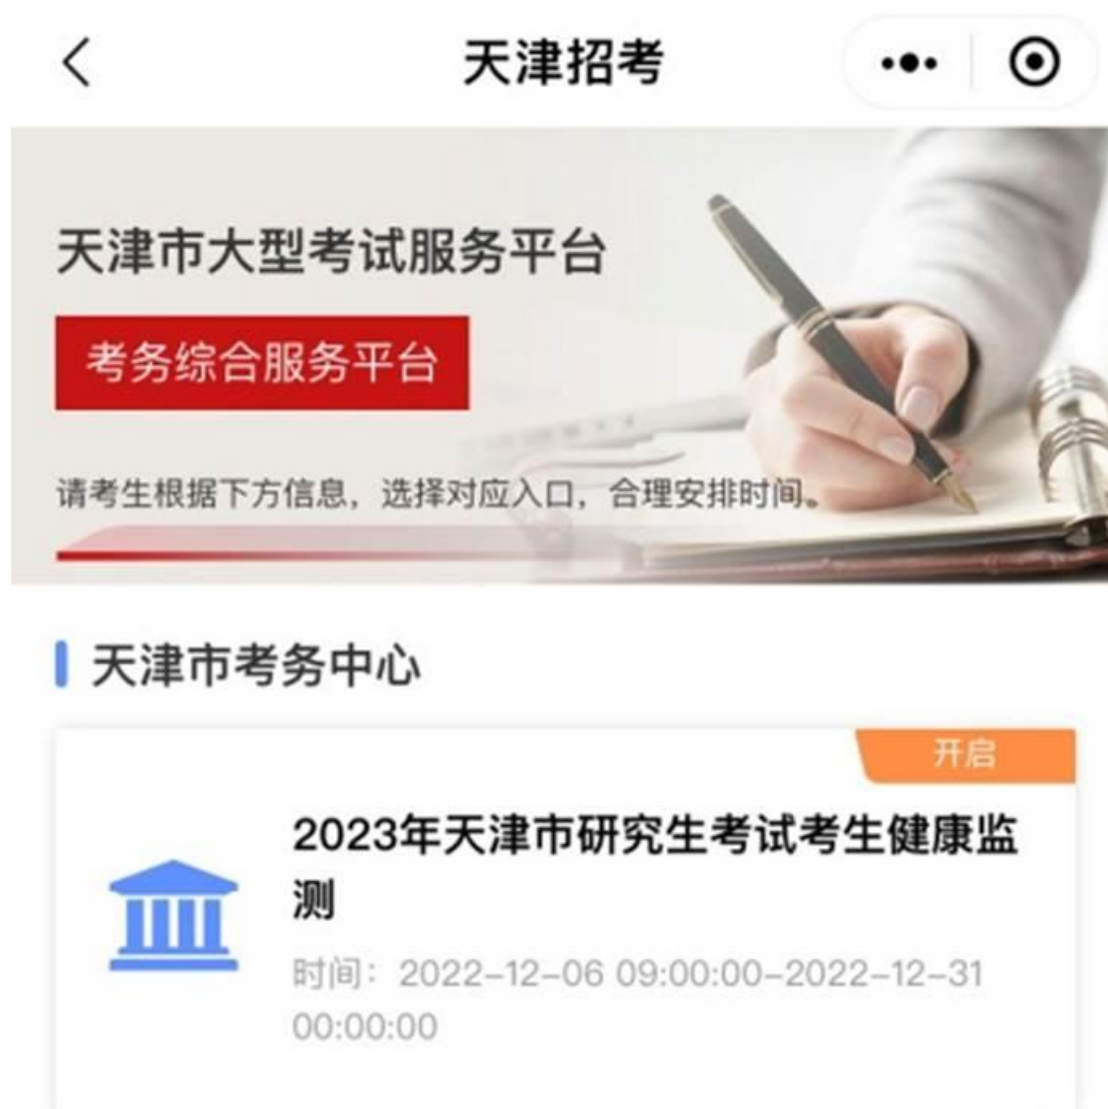 天津招考
天津市大型考试服务平台
考务综合服务平台
请考生根据下方信息，选择对应入口，合理安排时间。
天津市考务中心
开启
2023年天津市研究生考试考生健康监
测
时间：2022-12-06 09:00:00-2022-12-31
00:00:00